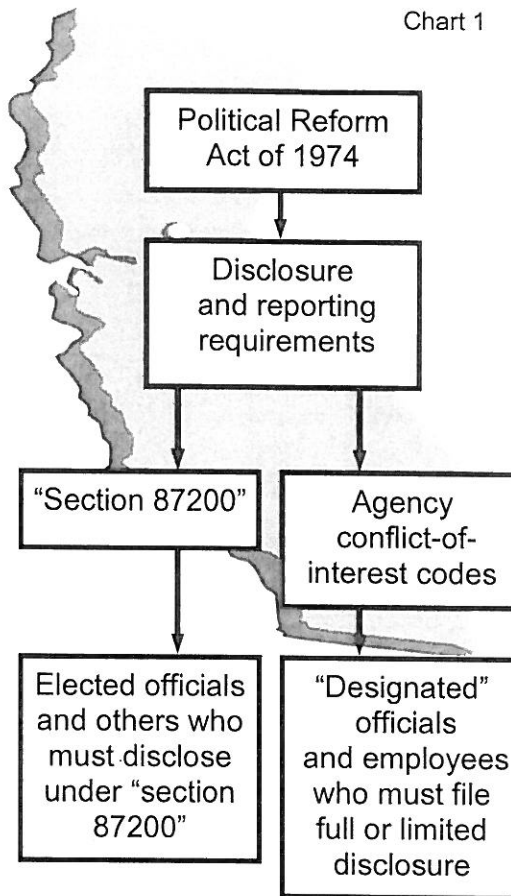 Chart 1
Political Reform
Act of 1974
Disclosure
and reporting
requirements
“Section 87200”
Agency
conflict-of-
interest codes
Elected officials
and others who
must disclose
under “section
87200”
“Designated”
officials
and employees
who must file
full or limited
disclosure